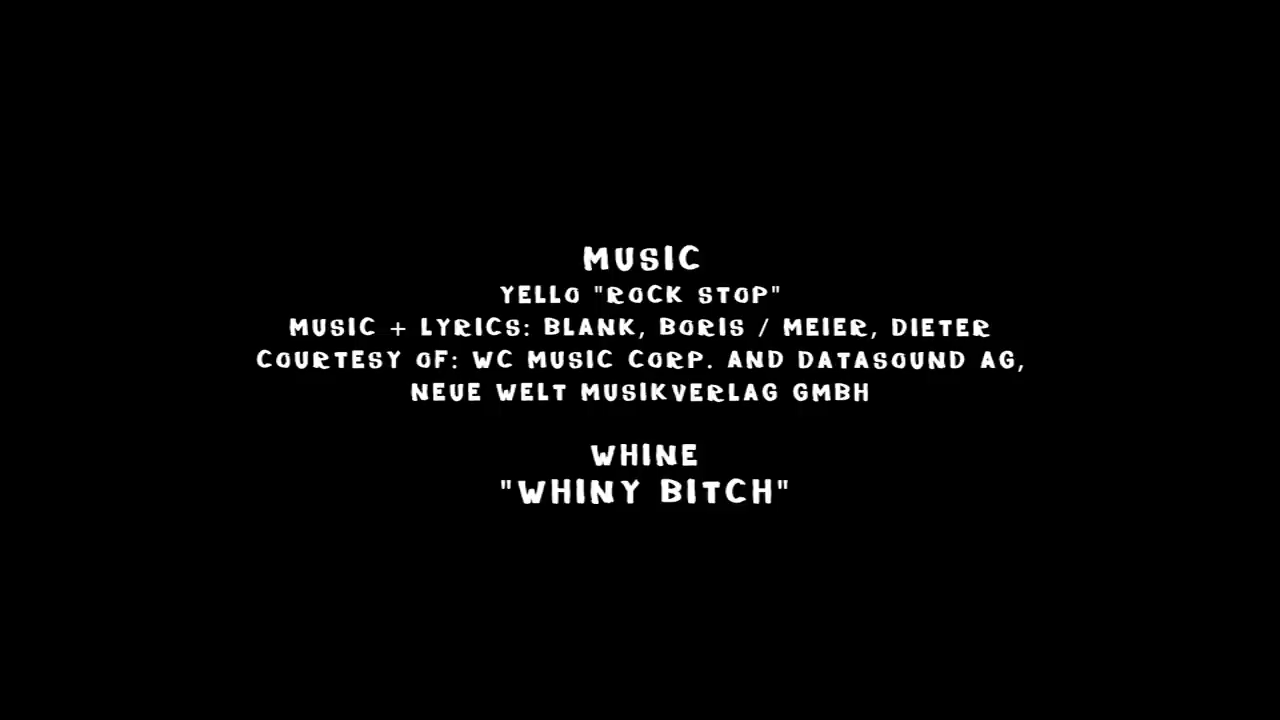 MUSIC
YELLO "ROCK STOP"
MUSIC + LYRICS: BLANK, BORIS / MEIER, DIETER
COURTESY OF: WC MUSIC CORP. AND DATASOUND AG,
NEUE WELT MUSIKVERLAG GMBH
WHINE
"WHINY BITCH"